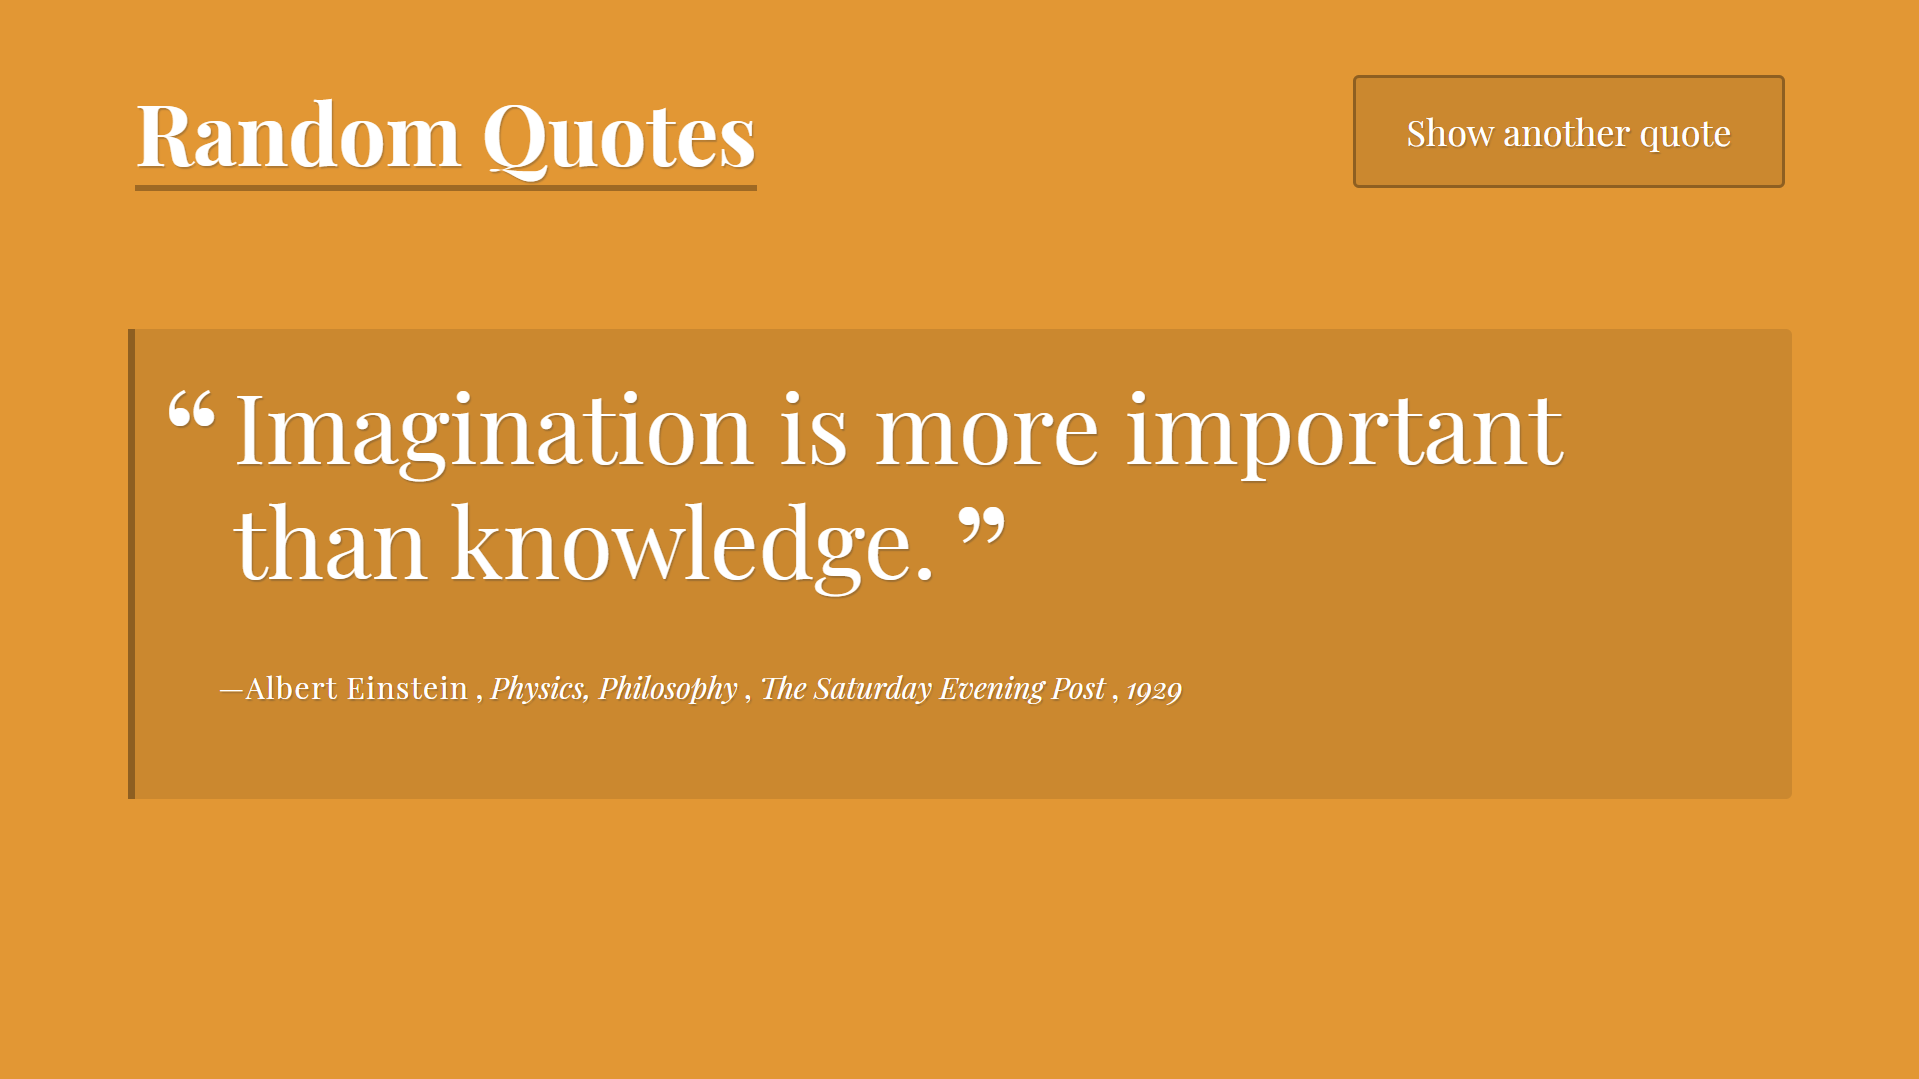 Random Quotes
Show another quote
“Imagination is more important
than knowledge.”
—Albert Einstein , Physics, Philosophy , The Saturday Evening Post , 1929